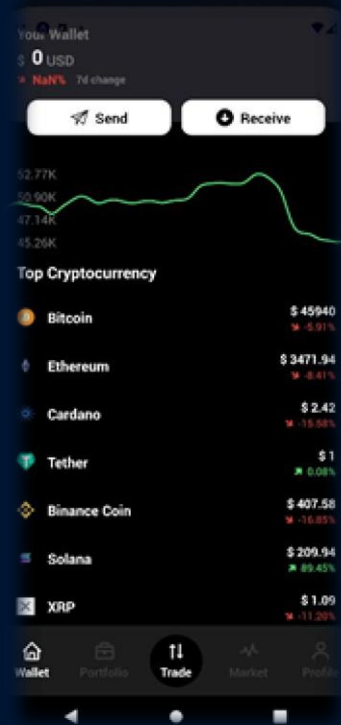 Your Wallet
$ 0 USD
NaN% 7d change
Send
Receive
52.77K
50.90K
47.14K
45.26K
Top Cryptocurrency
Bitcoin
$ 45940
-5.91%
Ethereum
$ 3471.94
-8.41%
Cardano
$ 2.42
-15.58%
Tether
$ 1
0.08%
Binance Coin
$ 407.58
-16.85%
Solana
$ 209.94
89.45%
XRP
$ 1.09
-11.20%
Wallet
Portfolio
Trade
Market
Profile